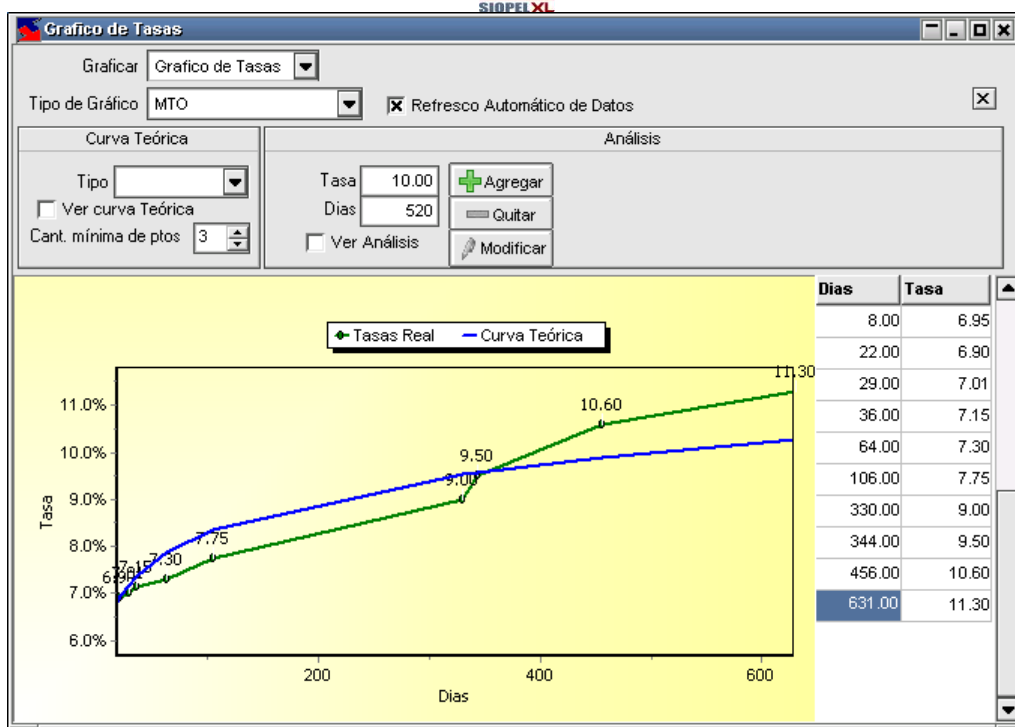 SIOPELXL
Grafico de Tasas
Graficar Grafico de Tasas
Tipo de Gráfico MTO Refresco Automático de Datos
Curva Teórica Análisis
Tipo
Ver curva Teórica
Cant. mínima de ptos 3
Tasa 10.00 Agregar
Dias 520 Quitar
Ver Análisis Modificar
Tasas Real Curva Teórica
11.30
11.0%
10.60
10.0%
9.50
9.00
9.0%
8.0%
7.75
7.30
7.15
6.90
7.0%
6.0%
Tasa
200 400 600
Dias
Dias Tasa
8.00 6.95
22.00 6.90
29.00 7.01
36.00 7.15
64.00 7.30
106.00 7.75
330.00 9.00
344.00 9.50
456.00 10.60
631.00 11.30